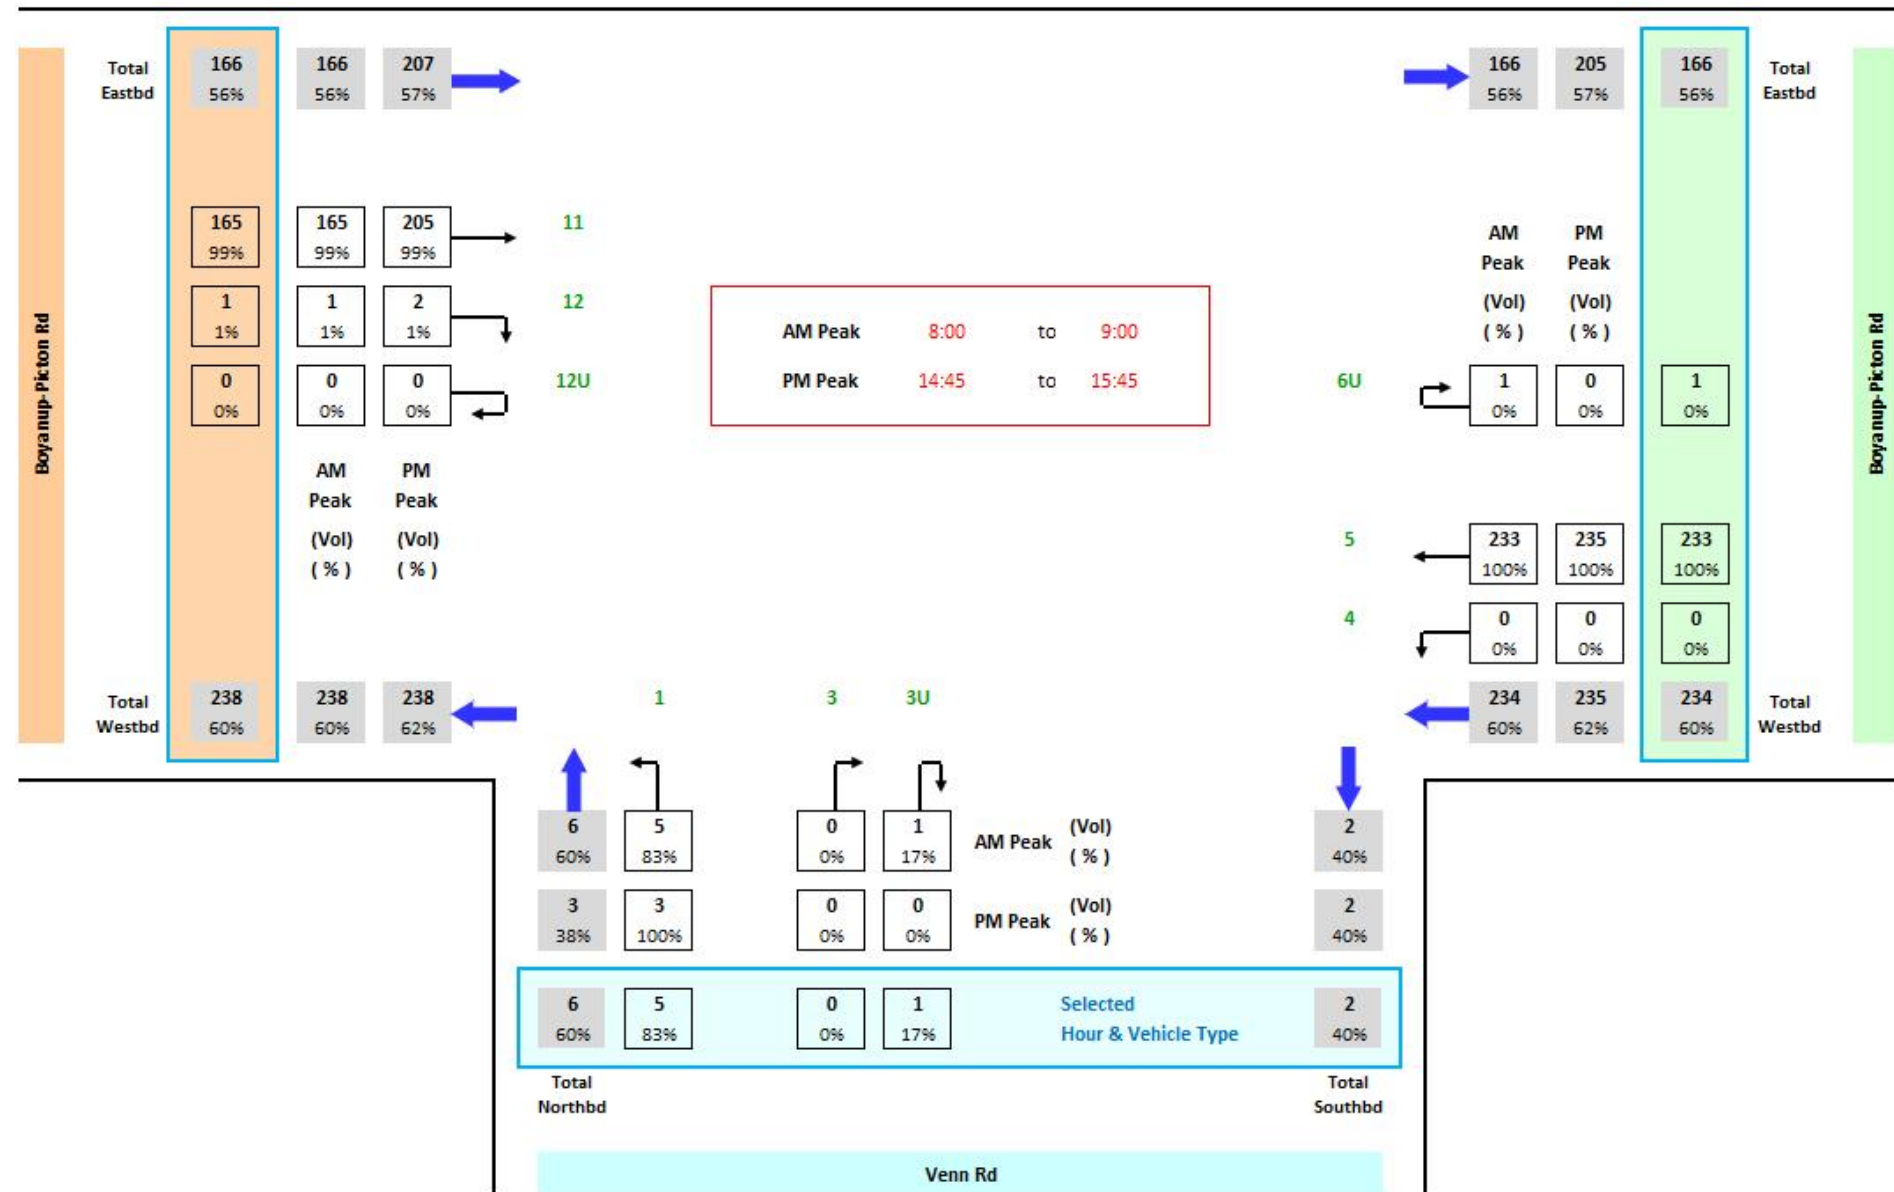 Boyanup-Picton Rd
Total
Eastbd
166 166 207
56% 56% 57%
166 205 166
56% 57% 56%
Total
Eastbd
165 165 205
99% 99% 99%
11
1 1 2
1% 1% 1%
12
0 0 0
0% 0% 0%
12U
AM PM
Peak Peak
(Vol) (Vol)
( % ) ( % )
AM Peak 8:00 to 9:00
PM Peak 14:45 to 15:45
AM PM
Peak Peak
(Vol) (Vol)
( % ) ( % )
6U
1 0 1
0% 0% 0%
5
233 235 233
100% 100% 100%
4
0 0 0
0% 0% 0%
Boyanup-Picton Rd
Total
Westbd
238 238 238
60% 60% 62%
1 3 3U
234 235 234
60% 62% 60%
Total
Westbd
6 5 0 1 AM Peak (Vol) 2
60% 83% 0% 17% ( % ) 40%
3 3 0 0 PM Peak (Vol) 2
38% 100% 0% 0% ( % ) 40%
6 5 0 1 Selected 2
60% 83% 0% 17% Hour & Vehicle Type 40%
Total Total
Northbd Southbd
Venn Rd